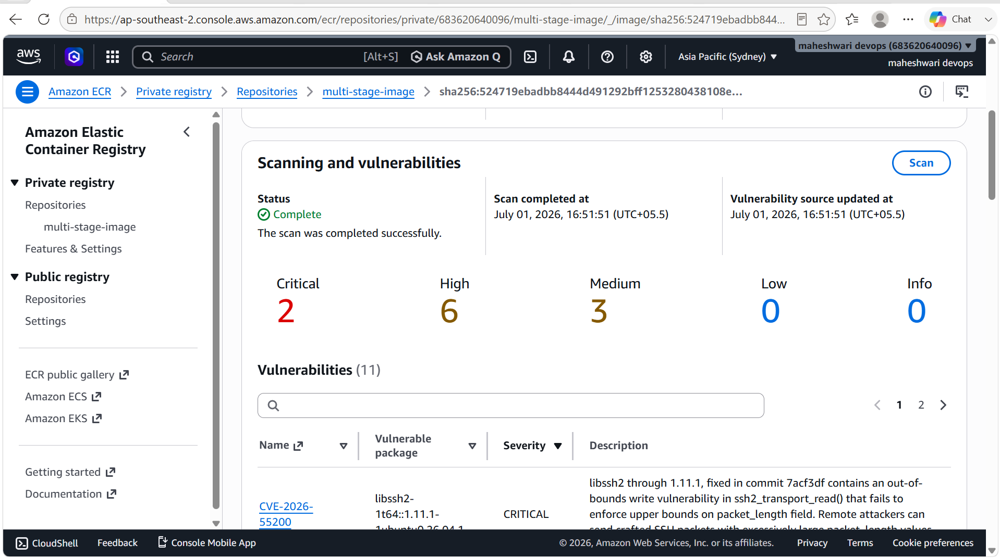 https://ap-southeast-2.console.aws.amazon.com/ecr/repositories/private/683620640096/multi-stage-image/_/image/sha256:524719ebadbb844...
Chat
aws
Search
[Alt+S]
Ask Amazon Q
Asia Pacific (Sydney)
maheshwari devops (683620640096)
maheshwari devops
Amazon ECR
Private registry
Repositories
multi-stage-image
sha256:524719ebadbb8444d491292bff1253280438108e...
Amazon Elastic
Container Registry
Private registry
Repositories
multi-stage-image
Features & Settings
Public registry
Repositories
Settings
ECR public gallery
Amazon ECS
Amazon EKS
Getting started
Documentation
Scanning and vulnerabilities
Scan
Status
Complete
The scan was completed successfully.
Scan completed at
July 01, 2026, 16:51:51 (UTC+05.5)
Vulnerability source updated at
July 01, 2026, 16:51:51 (UTC+05.5)
Critical
2
High
6
Medium
3
Low
0
Info
0
Vulnerabilities (11)
1
2
Name
Vulnerable
package
Severity
Description
CVE-2026-
55200
libssh2-
1t64::1.11.1-
1ubuntu0.26.04.1
CRITICAL
libssh2 through 1.11.1, fixed in commit 7acf3df contains an out-of-
bounds write vulnerability in ssh2_transport_read() that fails to
enforce upper bounds on packet_length field. Remote attackers can
send crafted SSH packets with excessively large packet_length values
CloudShell
Feedback
Console Mobile App
© 2026, Amazon Web Services, Inc. or its affiliates.
Privacy
Terms
Cookie preferences